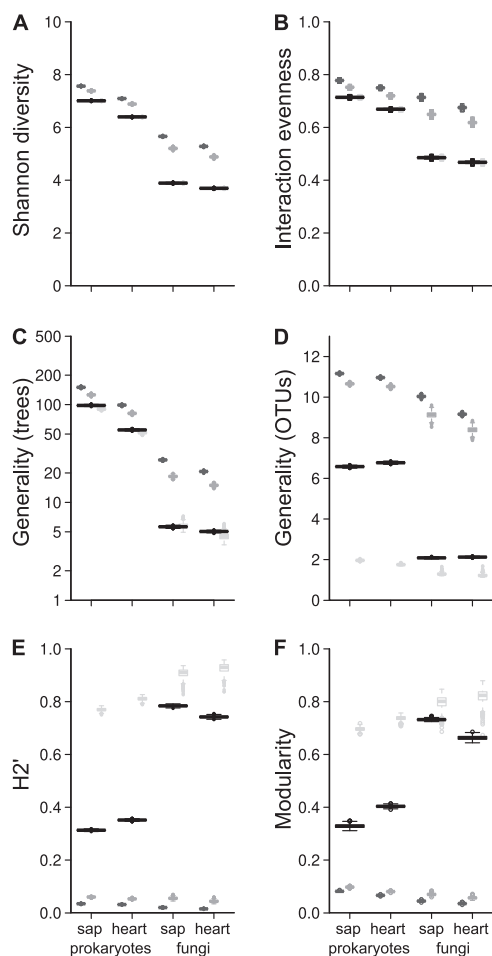 A
Shannon diversity
10
8
6
4
2
0
B
Interaction evenness
1.0
0.8
0.6
0.4
0.2
0.0
C
Generality (trees)
500
200
100
50
20
10
5
2
1
D
Generality (OTUs)
12
10
8
6
4
2
0
E
H2'
1.0
0.8
0.6
0.4
0.2
0.0
sap heart sap heart
prokaryotes fungi
F
Modularity
1.0
0.8
0.6
0.4
0.2
0.0
sap heart sap heart
prokaryotes fungi